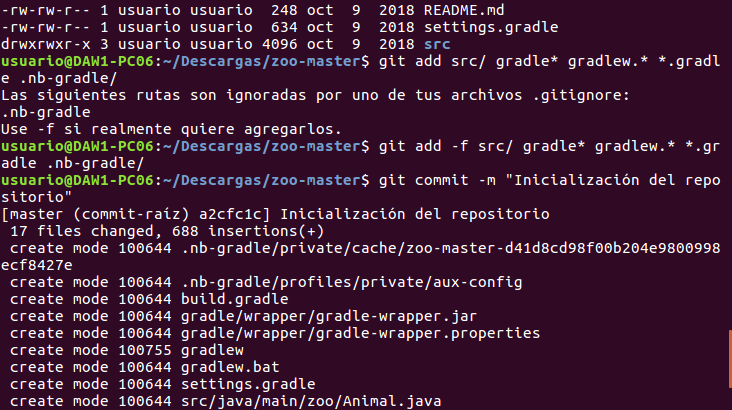 -rw-rw-r-- 1 usuario usuario  248 oct  9  2018 README.md
-rw-rw-r-- 1 usuario usuario  634 oct  9  2018 settings.gradle
drwxrwxr-x 3 usuario usuario 4096 oct  9  2018 src
usuario@DAW1-PC06:~/Descargas/zoo-master$ git add src/ gradle* gradlew.* *.gradl
e .nb-gradle/
Las siguientes rutas son ignoradas por uno de tus archivos .gitignore:
.nb-gradle
Use -f si realmente quiere agregarlos.
usuario@DAW1-PC06:~/Descargas/zoo-master$ git add -f src/ gradle* gradlew.* *.gr
adle .nb-gradle/
usuario@DAW1-PC06:~/Descargas/zoo-master$ git commit -m "Inicialización del repo
sitorio"
[master (commit-raíz) a2cfc1c] Inicialización del repositorio
 17 files changed, 688 insertions(+)
 create mode 100644 .nb-gradle/private/cache/zoo-master-d41d8cd98f00b204e9800998
ecf8427e
 create mode 100644 .nb-gradle/profiles/private/aux-config
 create mode 100644 build.gradle
 create mode 100644 gradle/wrapper/gradle-wrapper.jar
 create mode 100644 gradle/wrapper/gradle-wrapper.properties
 create mode 100755 gradlew
 create mode 100644 gradlew.bat
 create mode 100644 settings.gradle
 create mode 100644 src/java/main/zoo/Animal.java